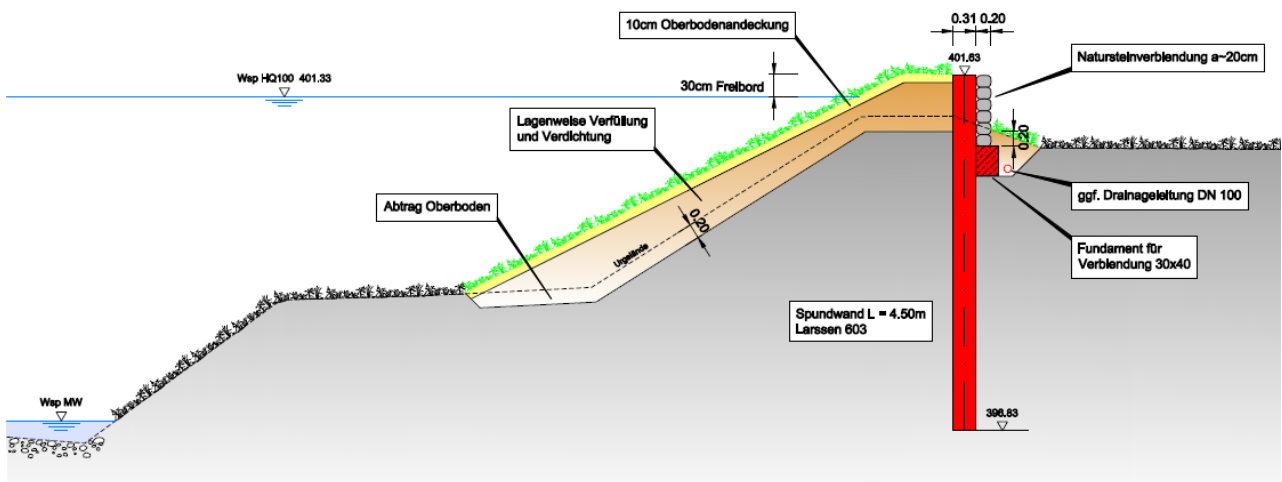 0.31 0.20
10cm Oberbodenandeckung
401.63
Natursteinverblendung a~20cm
Wsp HQ100 401.33
30cm Freibord
Lagenweise Verfüllung
und Verdichtung
0.20
Abtrag Oberboden
ggf. Drainageleitung DN 100
0.20
Urgelände
Fundament für
Verblendung 30x40
Spundwand L = 4.50m
Larssen 603
Wsp MW
396.83